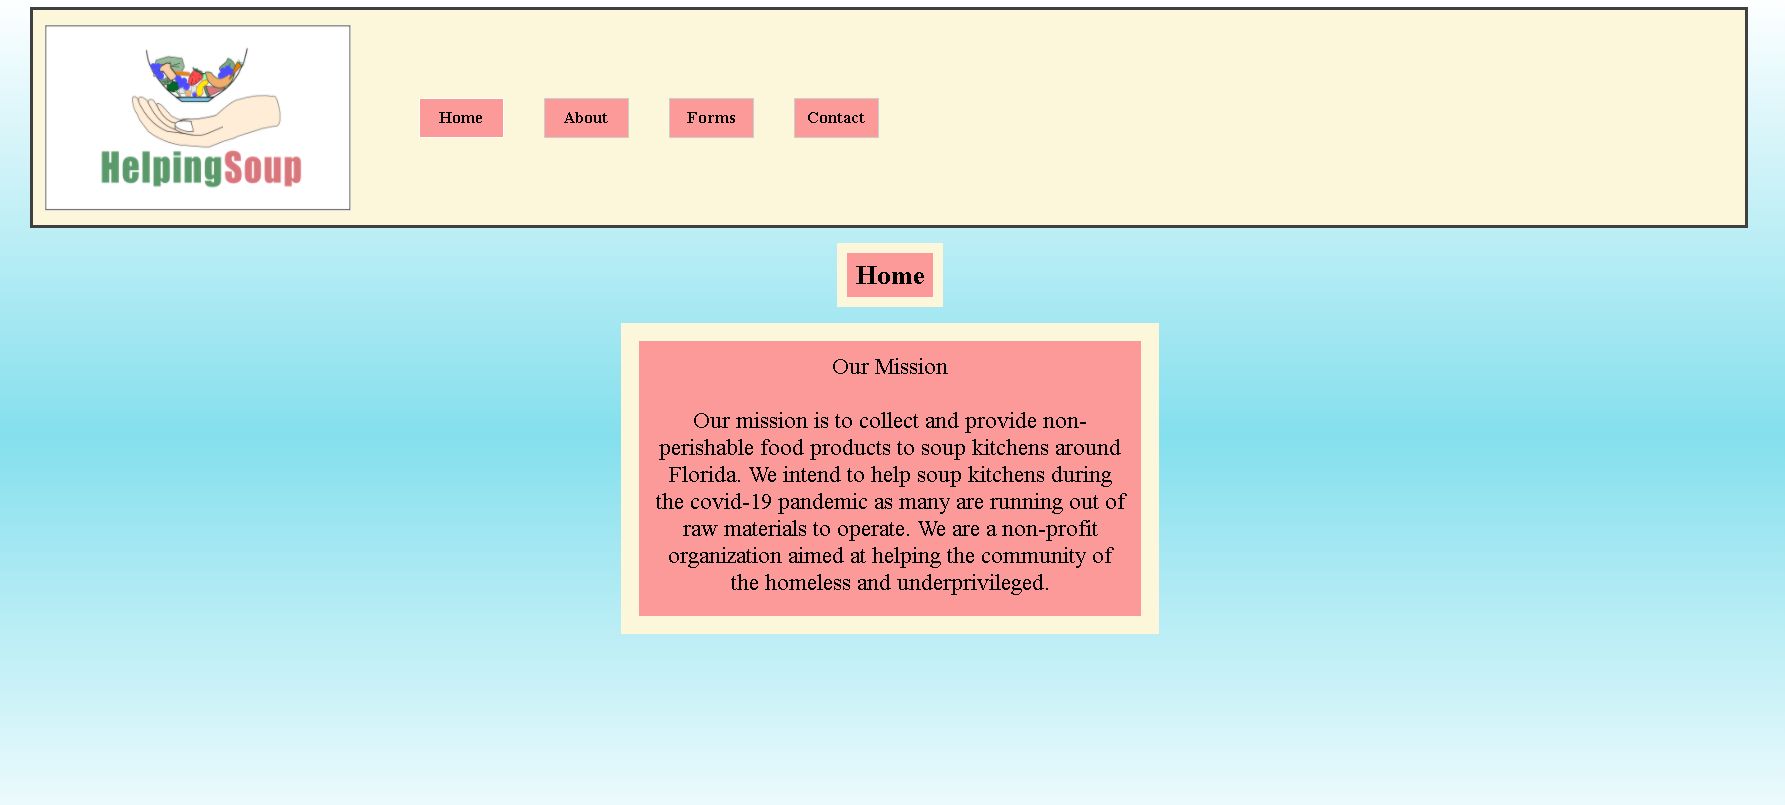 HelpingSoup
Home
About
Forms
Contact
Home
Our Mission
Our mission is to collect and provide non-
perishable food products to soup kitchens around
Florida. We intend to help soup kitchens during
the covid-19 pandemic as many are running out of
raw materials to operate. We are a non-profit
organization aimed at helping the community of
the homeless and underprivileged.